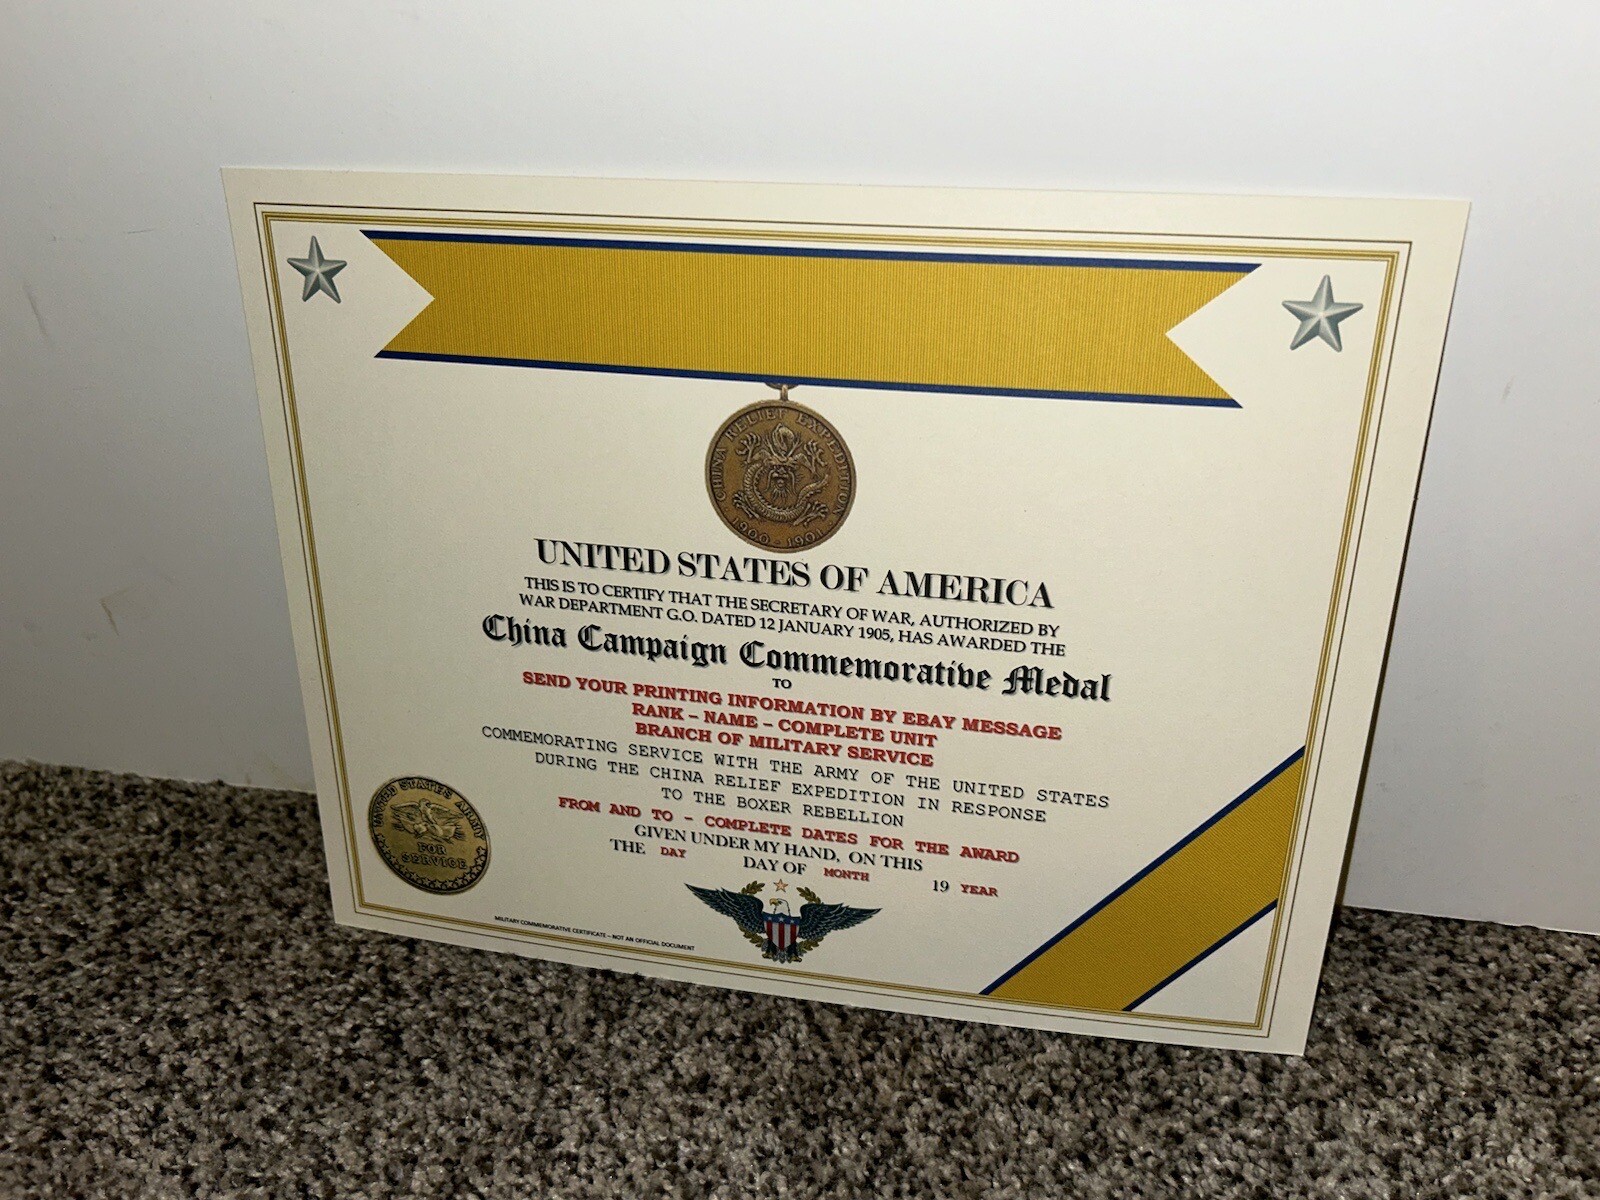 CHINA RELIEF EXPEDITION
1900 - 1901
UNITED STATES OF AMERICA
THIS IS TO CERTIFY THAT THE SECRETARY OF WAR, AUTHORIZED BY
WAR DEPARTMENT G.O. DATED 12 JANUARY 1905, HAS AWARDED THE
China Campaign Commemorative Medal
TO
SEND YOUR PRINTING INFORMATION BY EBAY MESSAGE
RANK – NAME – COMPLETE UNIT
BRANCH OF MILITARY SERVICE
COMMEMORATING SERVICE WITH THE ARMY OF THE UNITED STATES
DURING THE CHINA RELIEF EXPEDITION IN RESPONSE
TO THE BOXER REBELLION
FROM AND TO – COMPLETE DATES FOR THE AWARD
GIVEN UNDER MY HAND, ON THIS
THE DAY DAY OF MONTH 19 YEAR
UNITED STATES ARMY
FOR
SERVICE
MILITARY COMMEMORATIVE CERTIFICATE – NOT AN OFFICIAL DOCUMENT